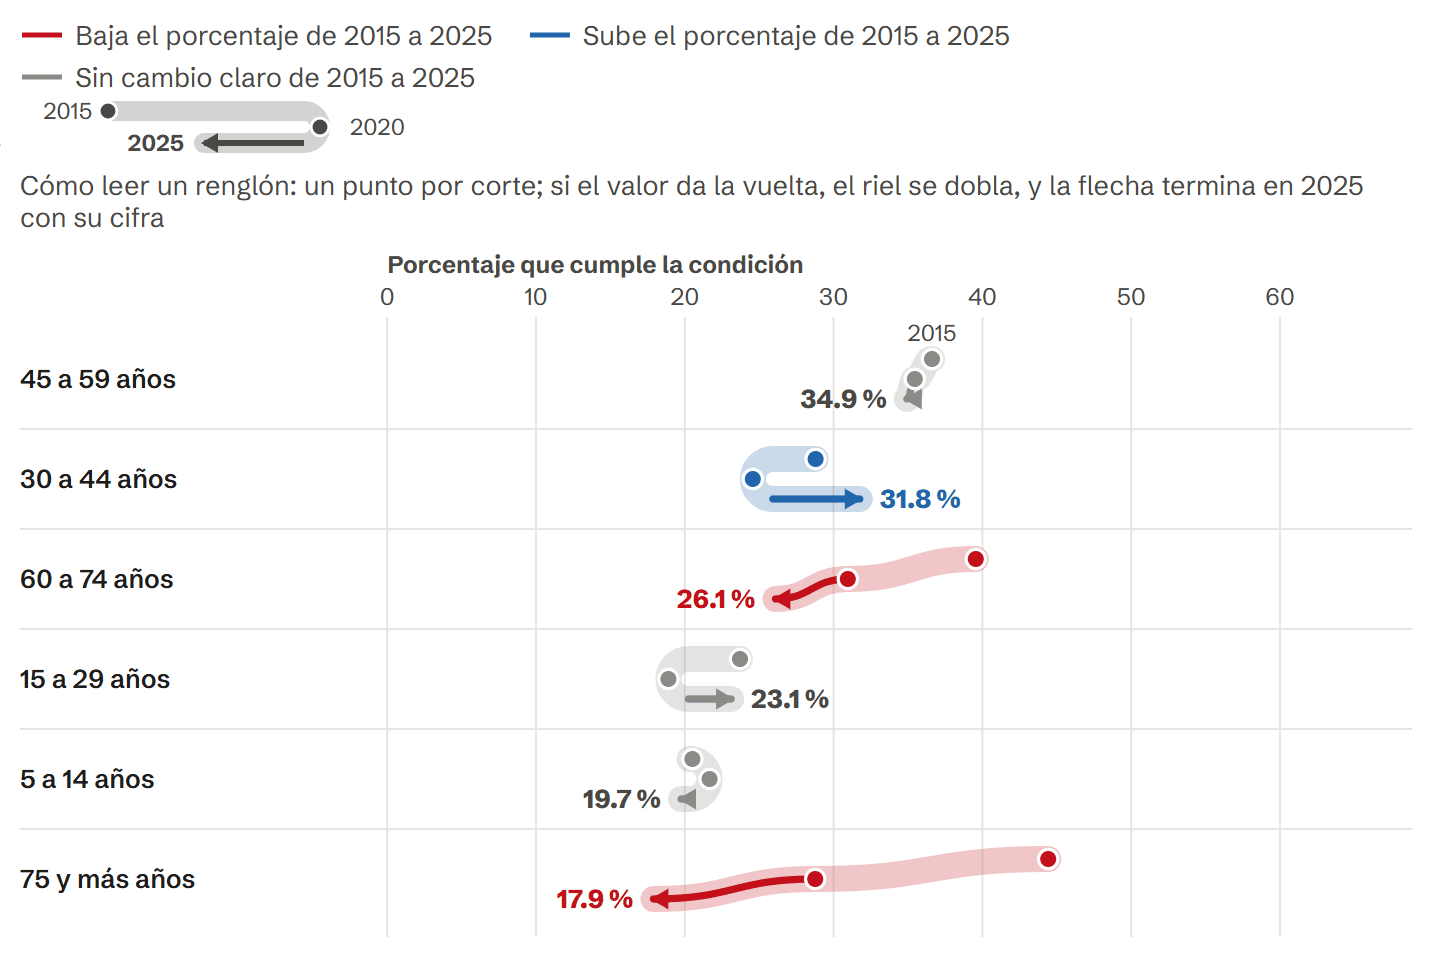 Baja el porcentaje de 2015 a 2025
Sube el porcentaje de 2015 a 2025
Sin cambio claro de 2015 a 2025
2015
2020
2025
Cómo leer un renglón: un punto por corte; si el valor da la vuelta, el riel se dobla, y la flecha termina en 2025
con su cifra
Porcentaje que cumple la condición
0 10 20 30 40 50 60
2015
45 a 59 años
34.9 %
30 a 44 años
31.8 %
60 a 74 años
26.1 %
15 a 29 años
23.1 %
5 a 14 años
19.7 %
75 y más años
17.9 %